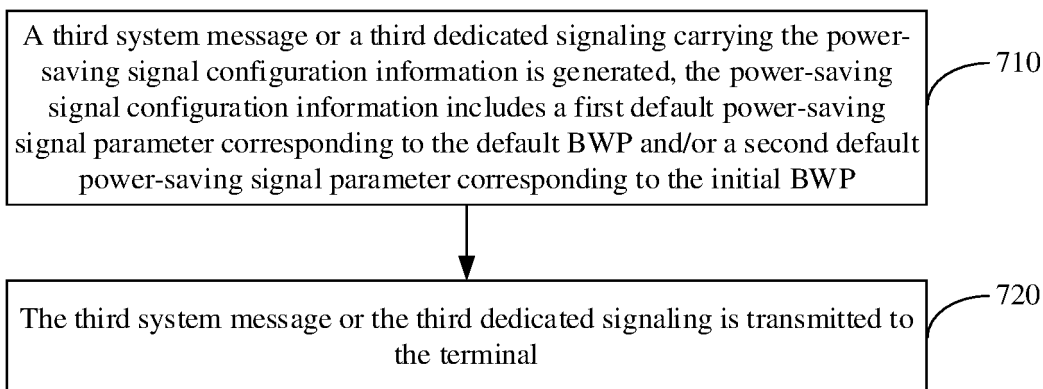 A third system message or a third dedicated signaling carrying the power-
saving signal configuration information is generated, the power-saving
signal configuration information includes a first default power-saving
signal parameter corresponding to the default BWP and/or a second default
power-saving signal parameter corresponding to the initial BWP
710
The third system message or the third dedicated signaling is transmitted to
the terminal
720